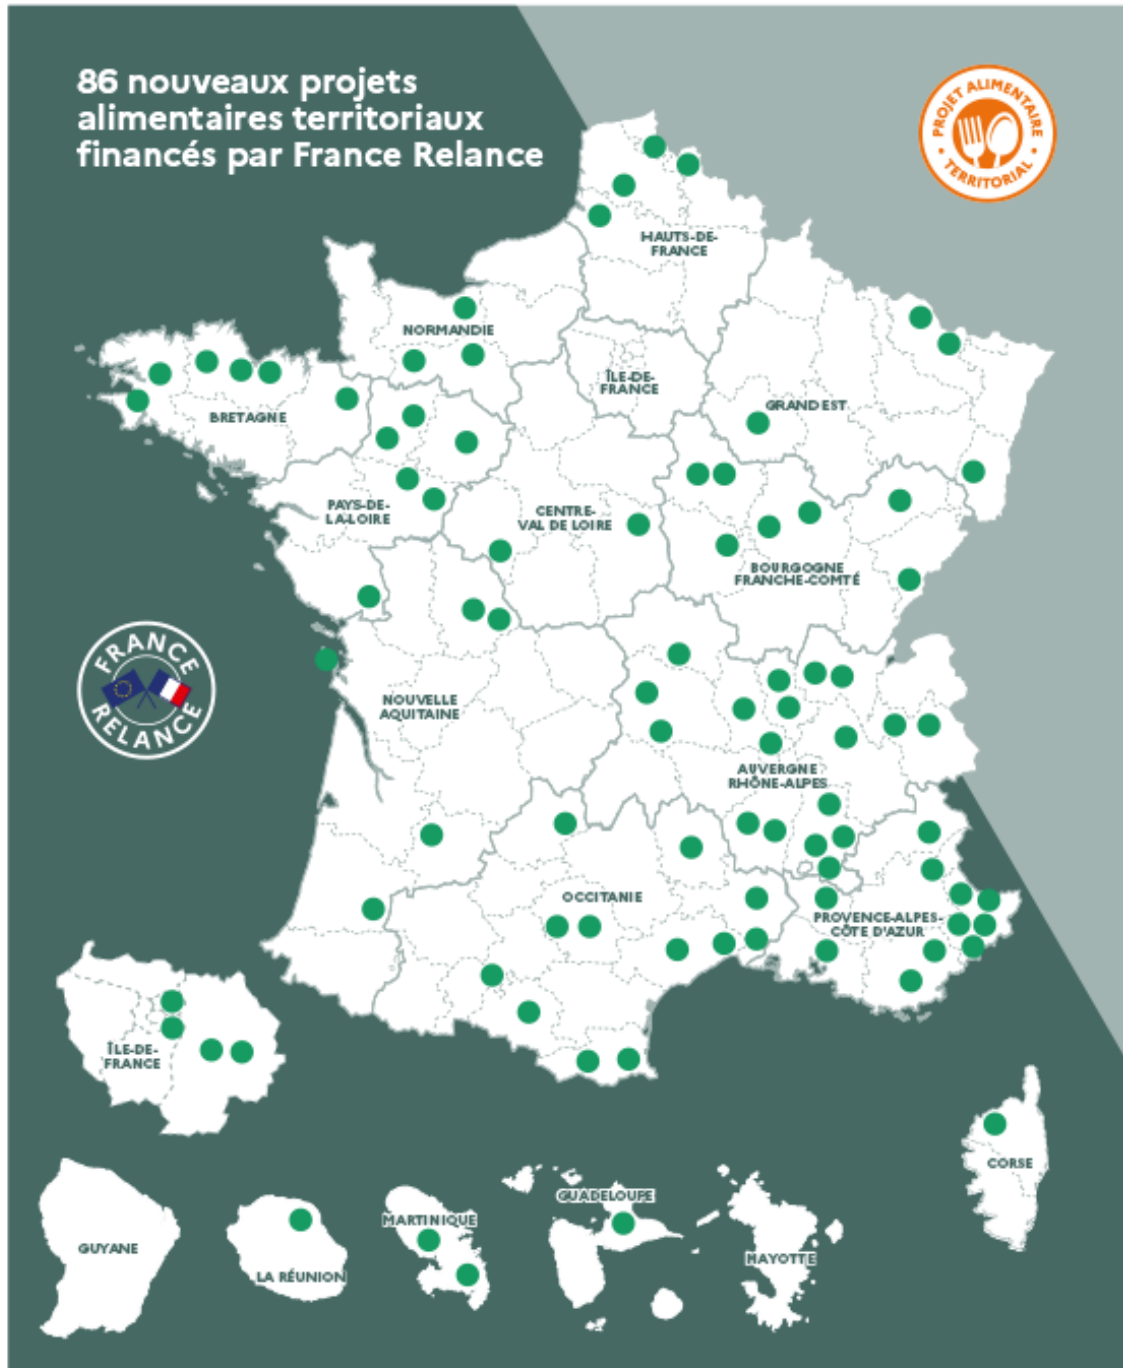 86 nouveaux projets
alimentaires territoriaux
financés par France Relance
PROJET ALIMENTAIRE
• TERRITORIAL •
HAUTS-DE-
FRANCE
NORMANDIE
ÎLE-DE-
FRANCE
GRAND EST
BRETAGNE
PAYS-DE-
LA-LOIRE
CENTRE-
VAL DE LOIRE
BOURGOGNE
FRANCHE-COMTÉ
FRANCE
RELANCE
NOUVELLE
AQUITAINE
AUVERGNE
RHÔNE-ALPES
OCCITANIE
PROVENCE-ALPES-
CÔTE D'AZUR
ÎLE-DE-
FRANCE
CORSE
GUYANE
LA RÉUNION
MARTINIQUE
GUADELOUPE
MAYOTTE